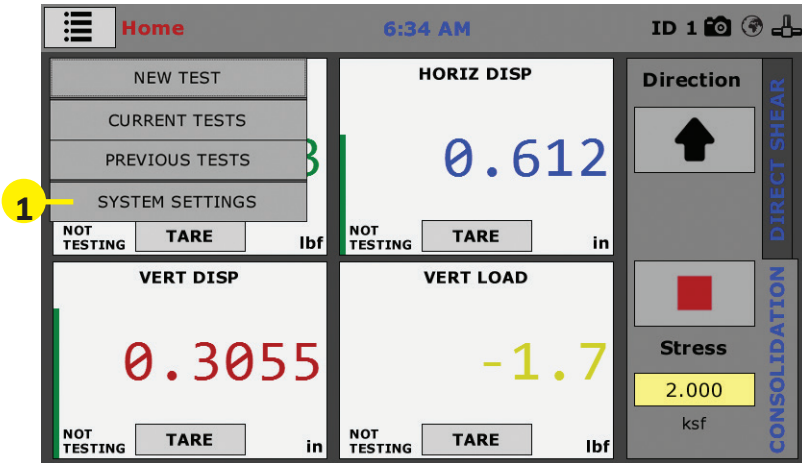 Home 6:34 AM ID 1
NEW TEST
CURRENT TESTS
PREVIOUS TESTS
1 SYSTEM SETTINGS
NOT TESTING TARE lbf
HORIZ DISP
0.612
NOT TESTING TARE in
VERT DISP
0.3055
NOT TESTING TARE in
VERT LOAD
-1.7
NOT TESTING TARE lbf
Direction
Stress
2.000
ksf
DIRECT SHEAR
CONSOLIDATION